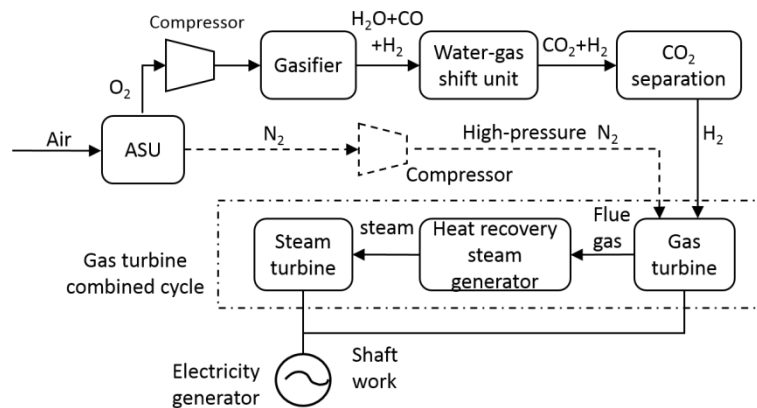 Compressor
H₂O+CO
+H₂
Gasifier
Water-gas
shift unit
CO₂+H₂
CO₂
separation
O₂
Air
ASU
N₂
High-pressure N₂
Compressor
H₂
Gas turbine
combined cycle
Steam
turbine
steam
Heat recovery
steam
generator
Flue
gas
Gas
turbine
Electricity
generator
Shaft
work